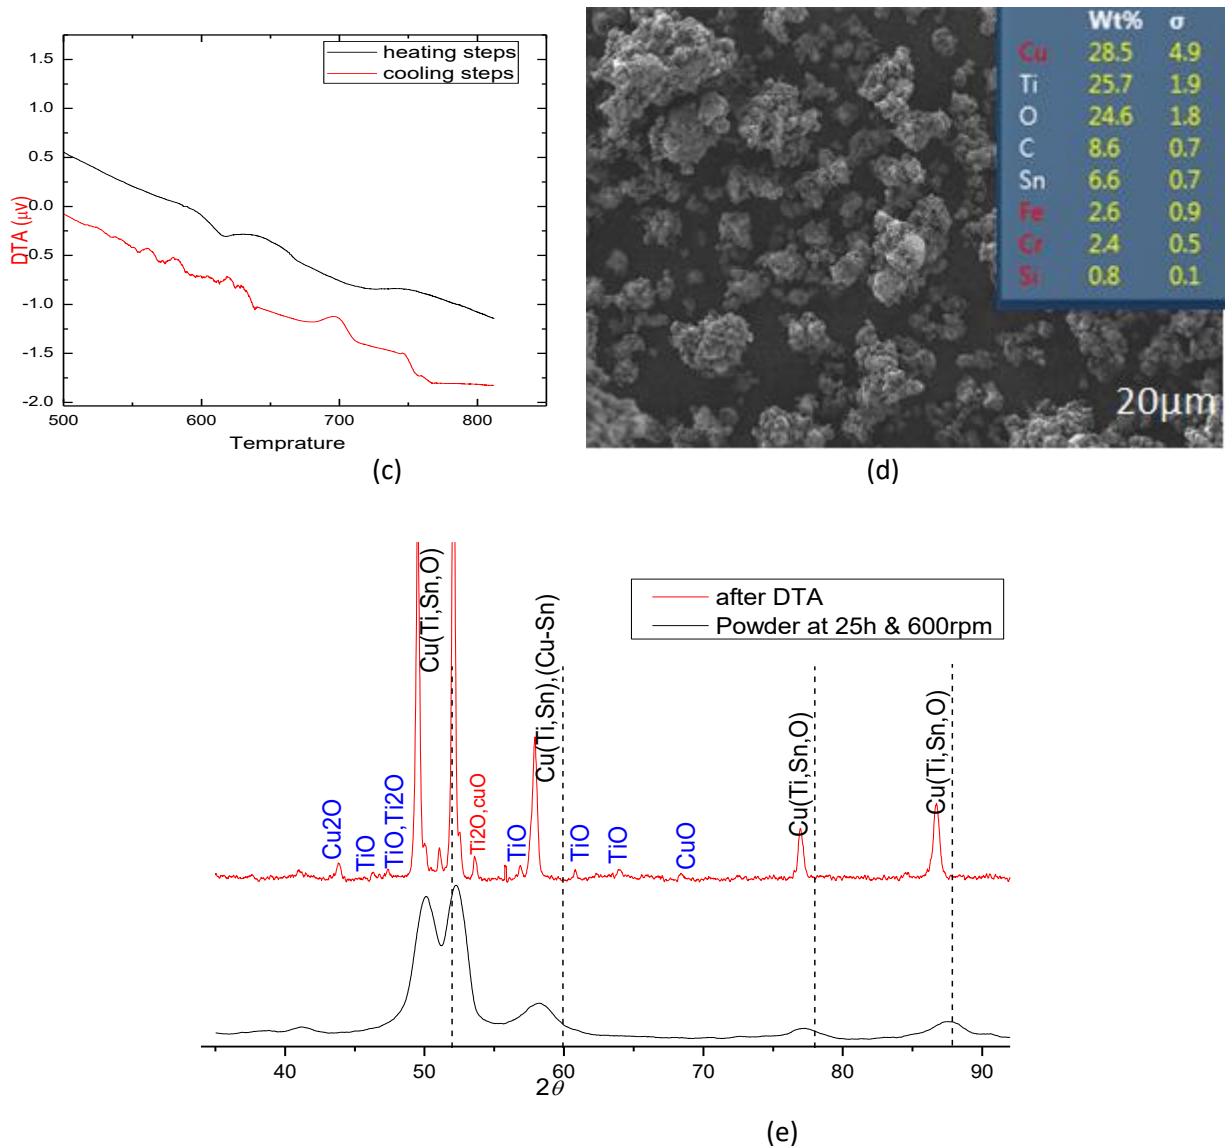 1.5
1.0
0.5
0.0
-0.5
-1.0
-1.5
-2.0
DTA (μv)
heating steps
cooling steps
500 600 700 800
Temprature
(c)
Wt% σ
Cu 28.5 4.9
Ti 25.7 1.9
O 24.6 1.8
C 8.6 0.7
Sn 6.6 0.7
Fe 2.6 0.9
Cr 2.4 0.5
Si 0.8 0.1
20μm
(d)
after DTA
Powder at 25h & 600rpm
Cu2O
TiO
TiO,Ti2O
Cu(Ti,Sn,O)
Ti2O,cuO
TiO
Cu(Ti,Sn),(Cu-Sn)
TiO
TiO
CuO
Cu(Ti,Sn,O)
Cu(Ti,Sn,O)
40 50 60 70 80 90
2θ
(e)